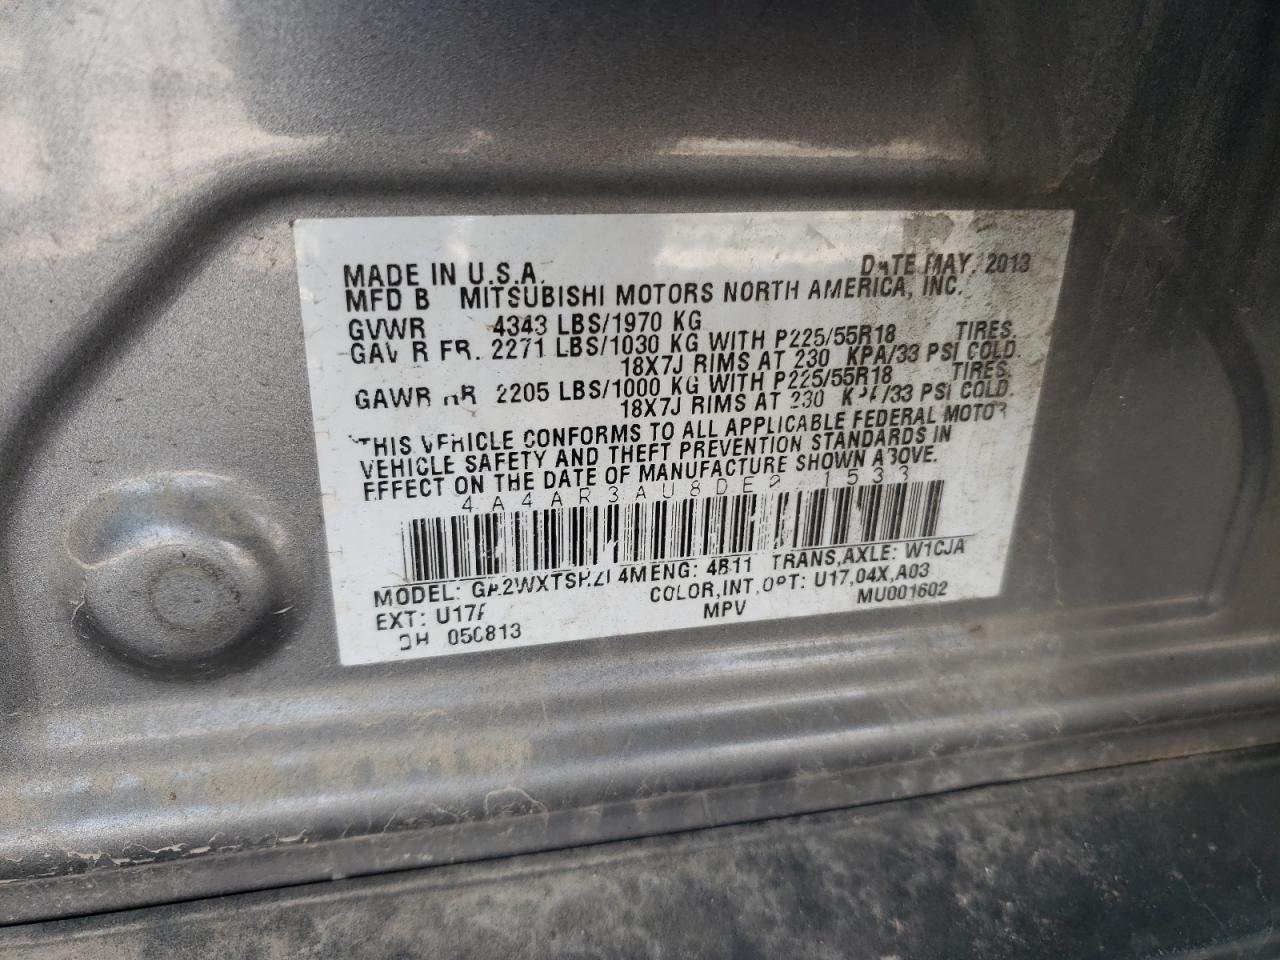 MADE IN U.S.A. DATE MAY, 2013
MFD B MITSUBISHI MOTORS NORTH AMERICA, INC.
GVWR 4343 LBS/1970 KG
GAWR FR. 2271 LBS/1030 KG WITH P225/55R18 TIRES.
18X7J RIMS AT 230 KPA/33 PSI COLD.
GAWR RR 2205 LBS/1000 KG WITH P225/55R18 TIRES.
18X7J RIMS AT 230 KPA/33 PSI COLD.
THIS VEHICLE CONFORMS TO ALL APPLICABLE FEDERAL MOTOR
VEHICLE SAFETY AND THEFT PREVENTION STANDARDS IN
EFFECT ON THE DATE OF MANUFACTURE SHOWN ABOVE.
MODEL: ENG: 4B11 TRANS,AXLE: W1CJA
EXT: COLOR,INT,OPT: U17,04X,A03
MPV MU001602